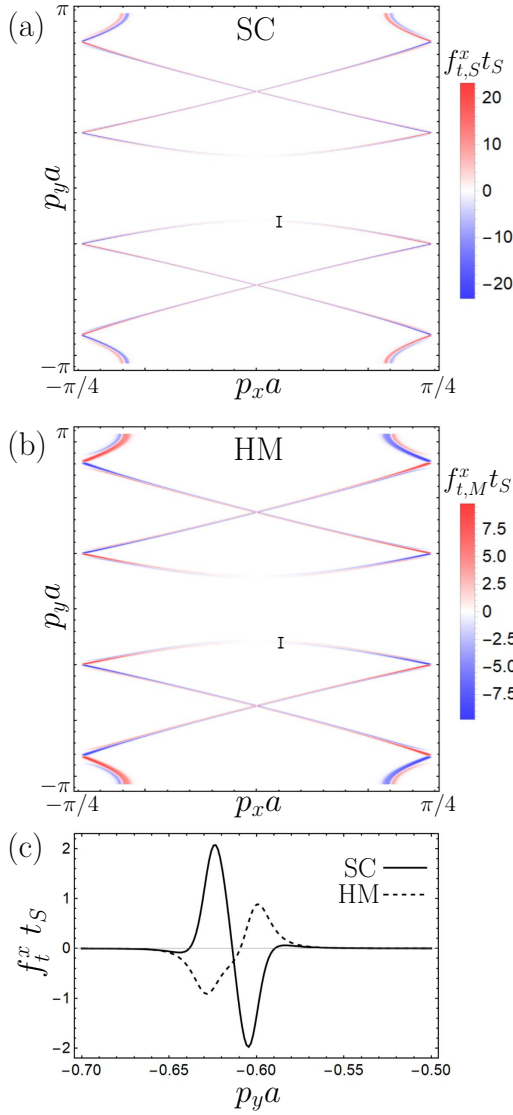 (a)
SC
π
p_y a
−π
−π/4
p_x a
π/4
f^x_{t,S} t_S
20
10
0
−10
−20
(b)
HM
π
p_y a
−π
−π/4
p_x a
π/4
f^x_{t,M} t_S
7.5
5.0
2.5
0
−2.5
−5.0
−7.5
(c)
2
1
0
−1
−2
f^x_t t_S
SC
HM
−0.70
−0.65
−0.60
−0.55
−0.50
p_y a